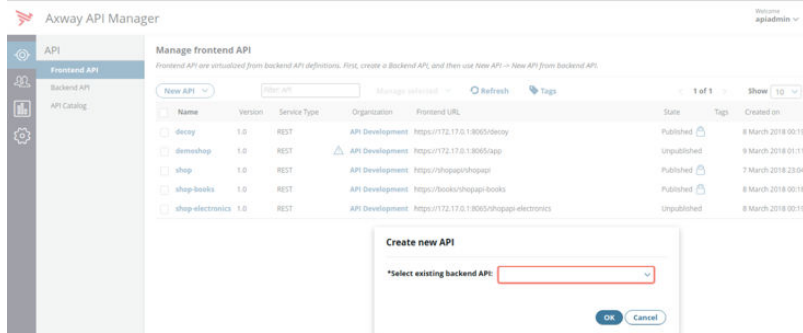 Axway API Manager
Welcome
apiadmin
API
Frontend API
Backend API
API Catalog
Manage frontend API
Frontend API are virtualized from backend API definitions. First, create a Backend API, and then use New API -> New API from backend API.
New API
Filter API
Manage selected
Refresh
Tags
1 of 1
Show 10
Name Version Service Type Organization Frontend URL State Tags Created on
decoy 1.0 REST API Development https://172.17.0.1:8065/decoy Published 8 March 2018 00:1
demoshop 1.0 REST API Development https://172.17.0.1:8065/app Unpublished 9 March 2018 01:1
shop 1.0 REST API Development https://shopapi/shopapi Published 7 March 2018 23:0
shop-books 1.0 REST API Development https://books/shopapi-books Published 8 March 2018 00:1
shop-electronics 1.0 REST API Development https://172.17.0.1:8065/shopapi-electronics Unpublished 8 March 2018 00:1
Create new API
*Select existing backend API:
OK
Cancel